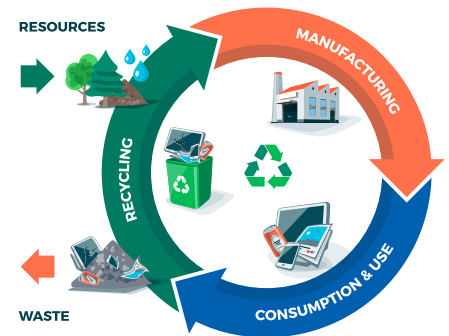 RESOURCES
MANUFACTURING
RECYCLING
CONSUMPTION & USE
WASTE